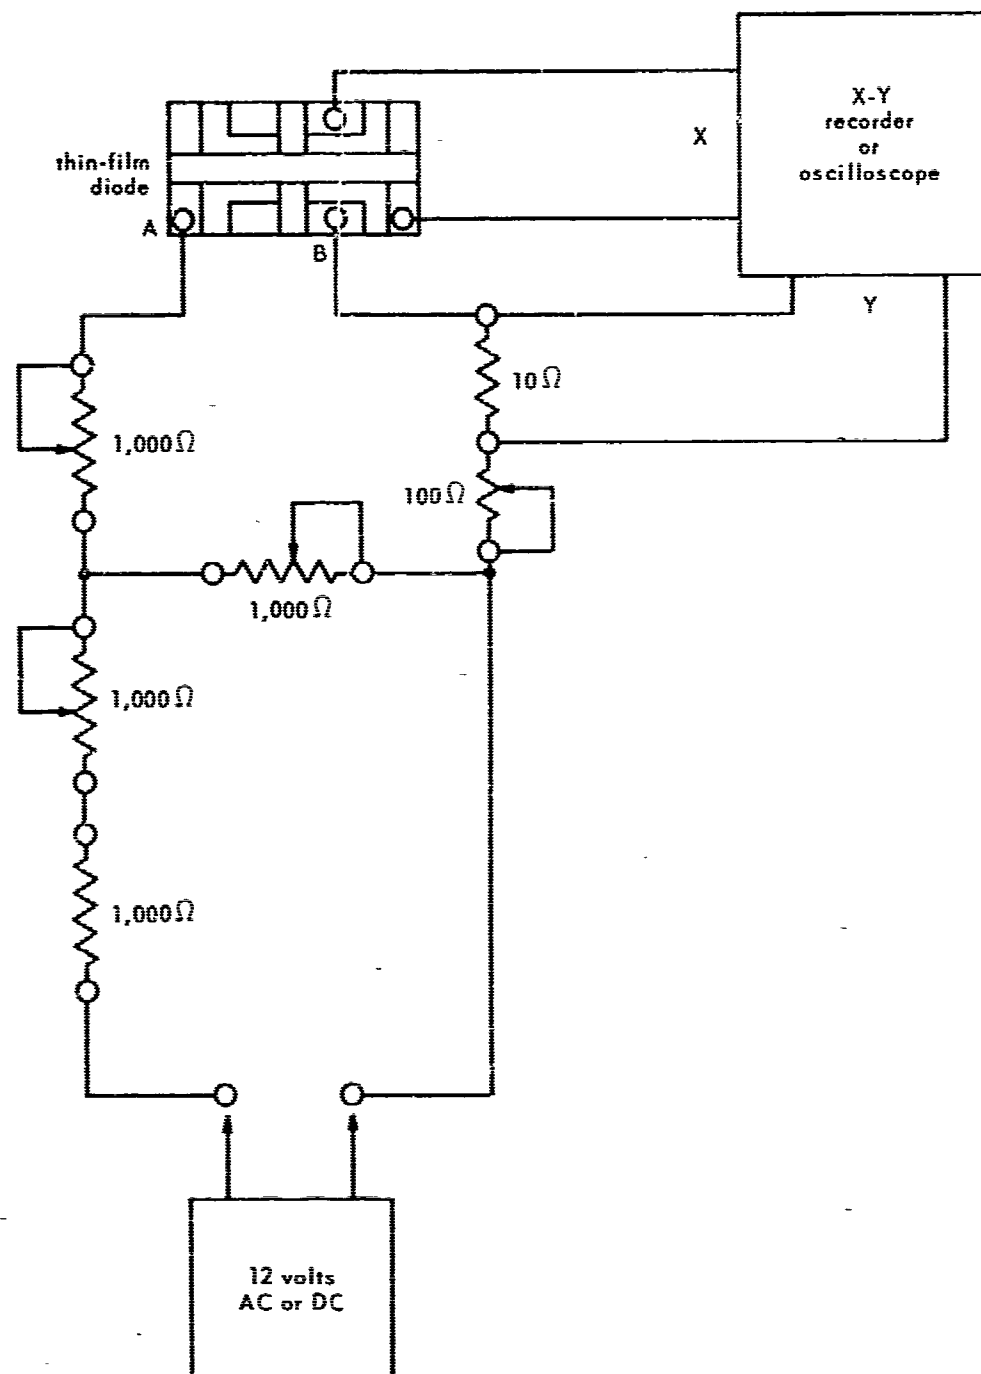 X-Y
recorder
or
oscilloscope
X
thin-film
diode
A
B
Y
10 Ω
1,000 Ω
100 Ω
1,000 Ω
1,000 Ω
1,000 Ω
12 volts
AC or DC